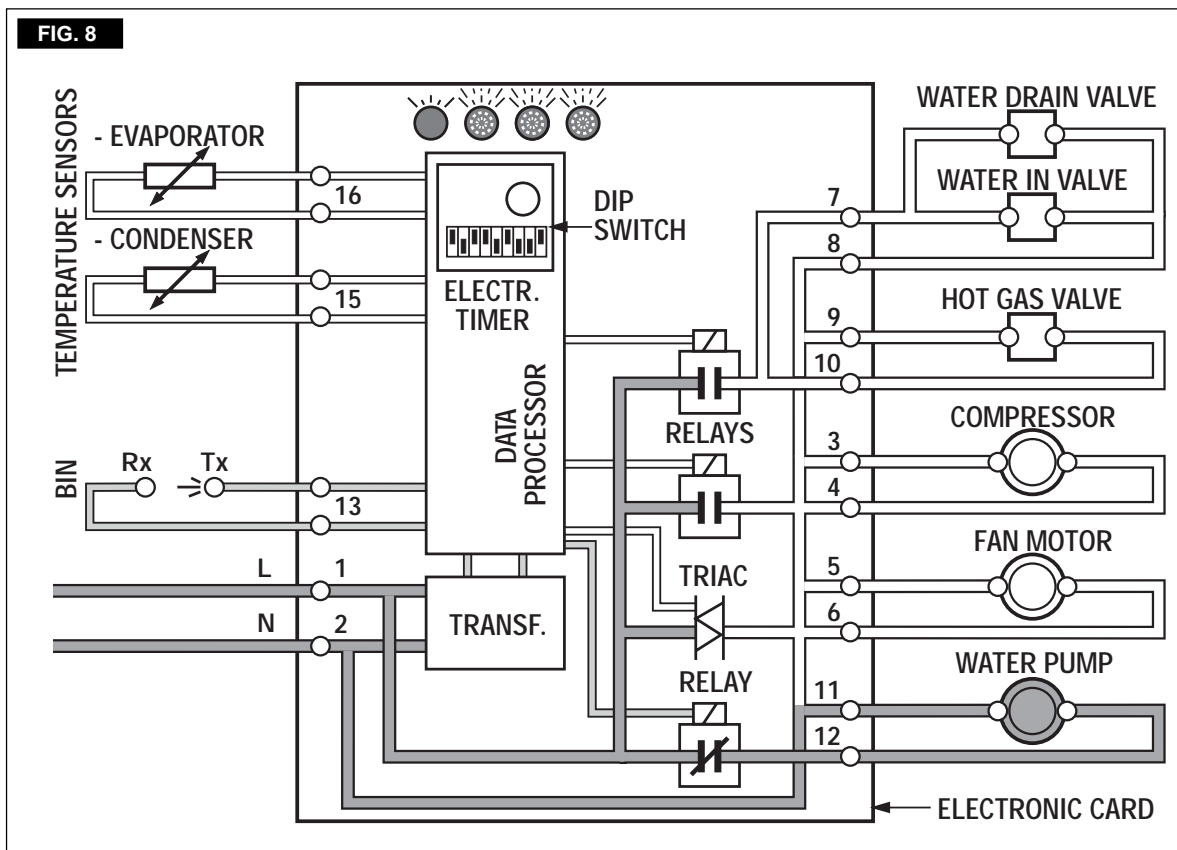 FIG. 8
TEMPERATURE SENSORS
- EVAPORATOR
16
- CONDENSER
15
BIN
Rx
Tx
13
L
1
N
2
DIP
SWITCH
ELECTR.
TIMER
DATA
PROCESSOR
TRANSF.
RELAYS
TRIAC
RELAY
7
8
9
10
3
4
5
6
11
12
WATER DRAIN VALVE
WATER IN VALVE
HOT GAS VALVE
COMPRESSOR
FAN MOTOR
WATER PUMP
ELECTRONIC CARD